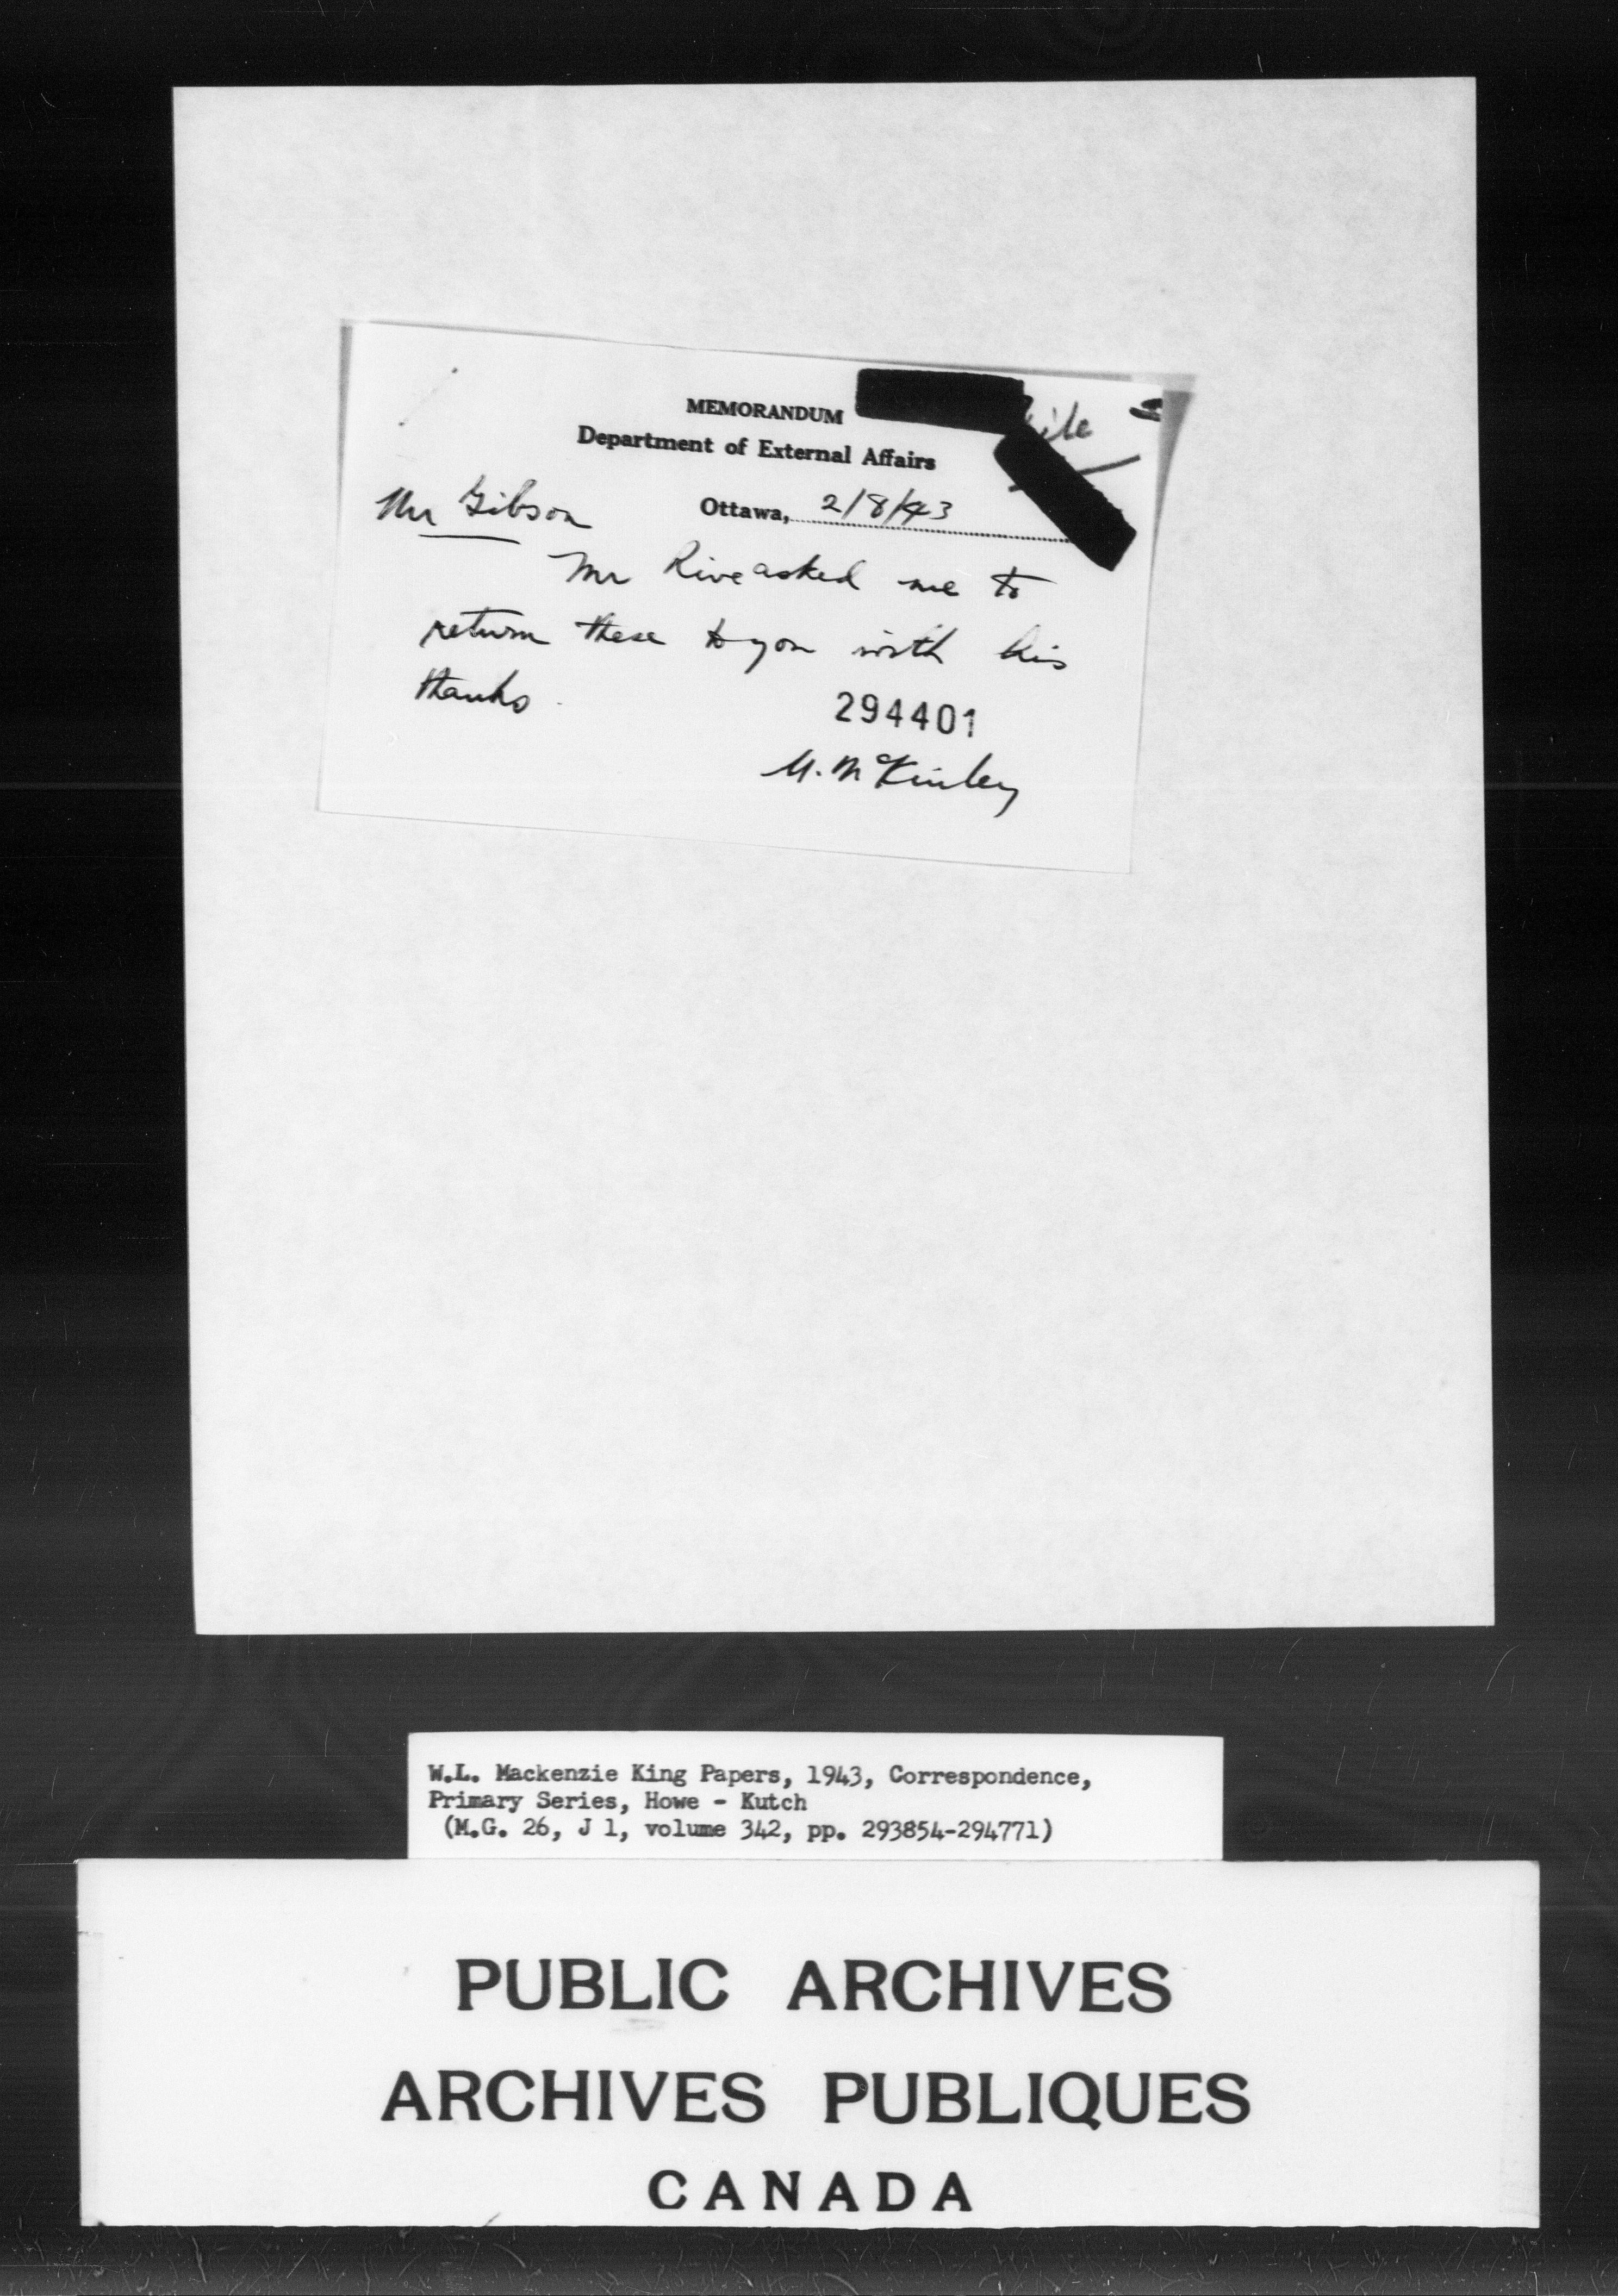 MEMORANDUM
Department of External Affairs
Mr Gibson
Ottawa, 2/8/43
Mr Rive asked me to
return these to you with his
thanks.
294401
M. McKinley
W.L. Mackenzie King Papers, 1943, Correspondence,
Primary Series, Howe - Kutch
(M.G. 26, J 1, volume 342, pp. 293854-294771)
PUBLIC ARCHIVES
ARCHIVES PUBLIQUES
CANADA